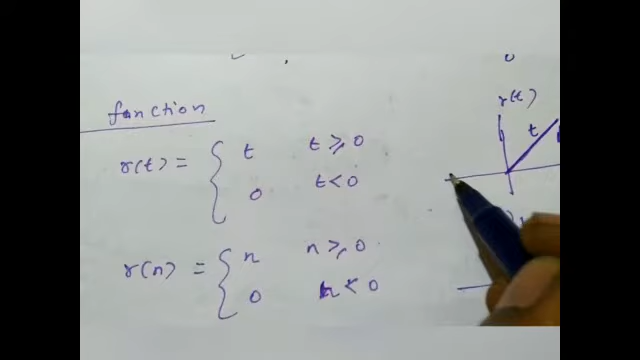 function
r(t) = { t t ≥ 0
0 t < 0
r(n) = { n n ≥ 0
0 n < 0
r(t)
t